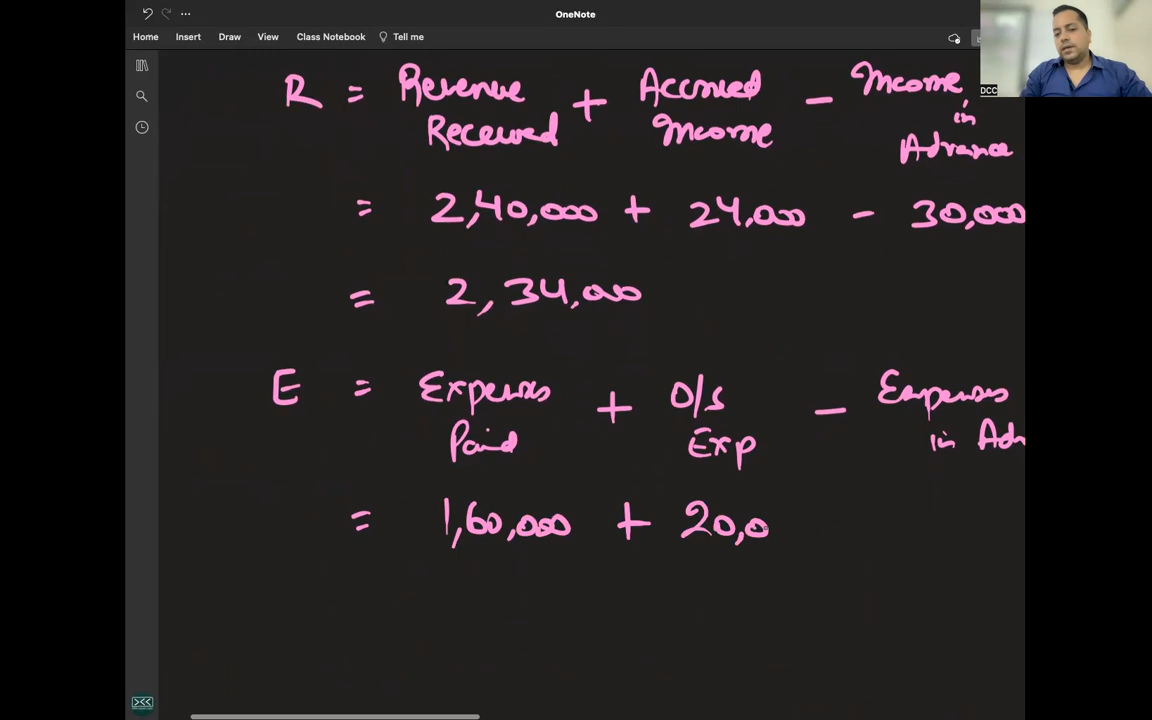 OneNote
Home Insert Draw View Class Notebook Tell me
DCC
R = Revenue Received + Accrued Income - Income in Advance
= 2,40,000 + 24,000 - 30,000
= 2,34,000
E = Expenses Paid + O/s Exp - Expenses in Adv
= 1,60,000 + 20,0